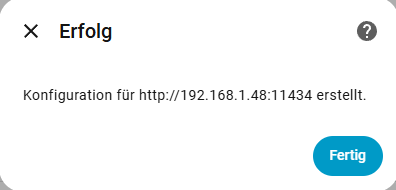 Erfolg
Konfiguration für http://192.168.1.48:11434 erstellt.
Fertig